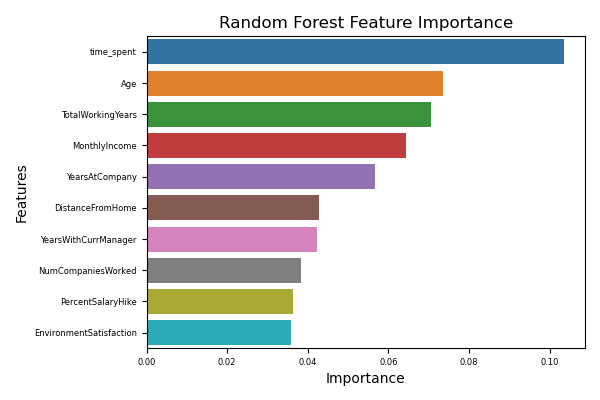 Random Forest Feature Importance
Features
time_spent
Age
TotalWorkingYears
MonthlyIncome
YearsAtCompany
DistanceFromHome
YearsWithCurrManager
NumCompaniesWorked
PercentSalaryHike
EnvironmentSatisfaction
0.00 0.02 0.04 0.06 0.08 0.10
Importance